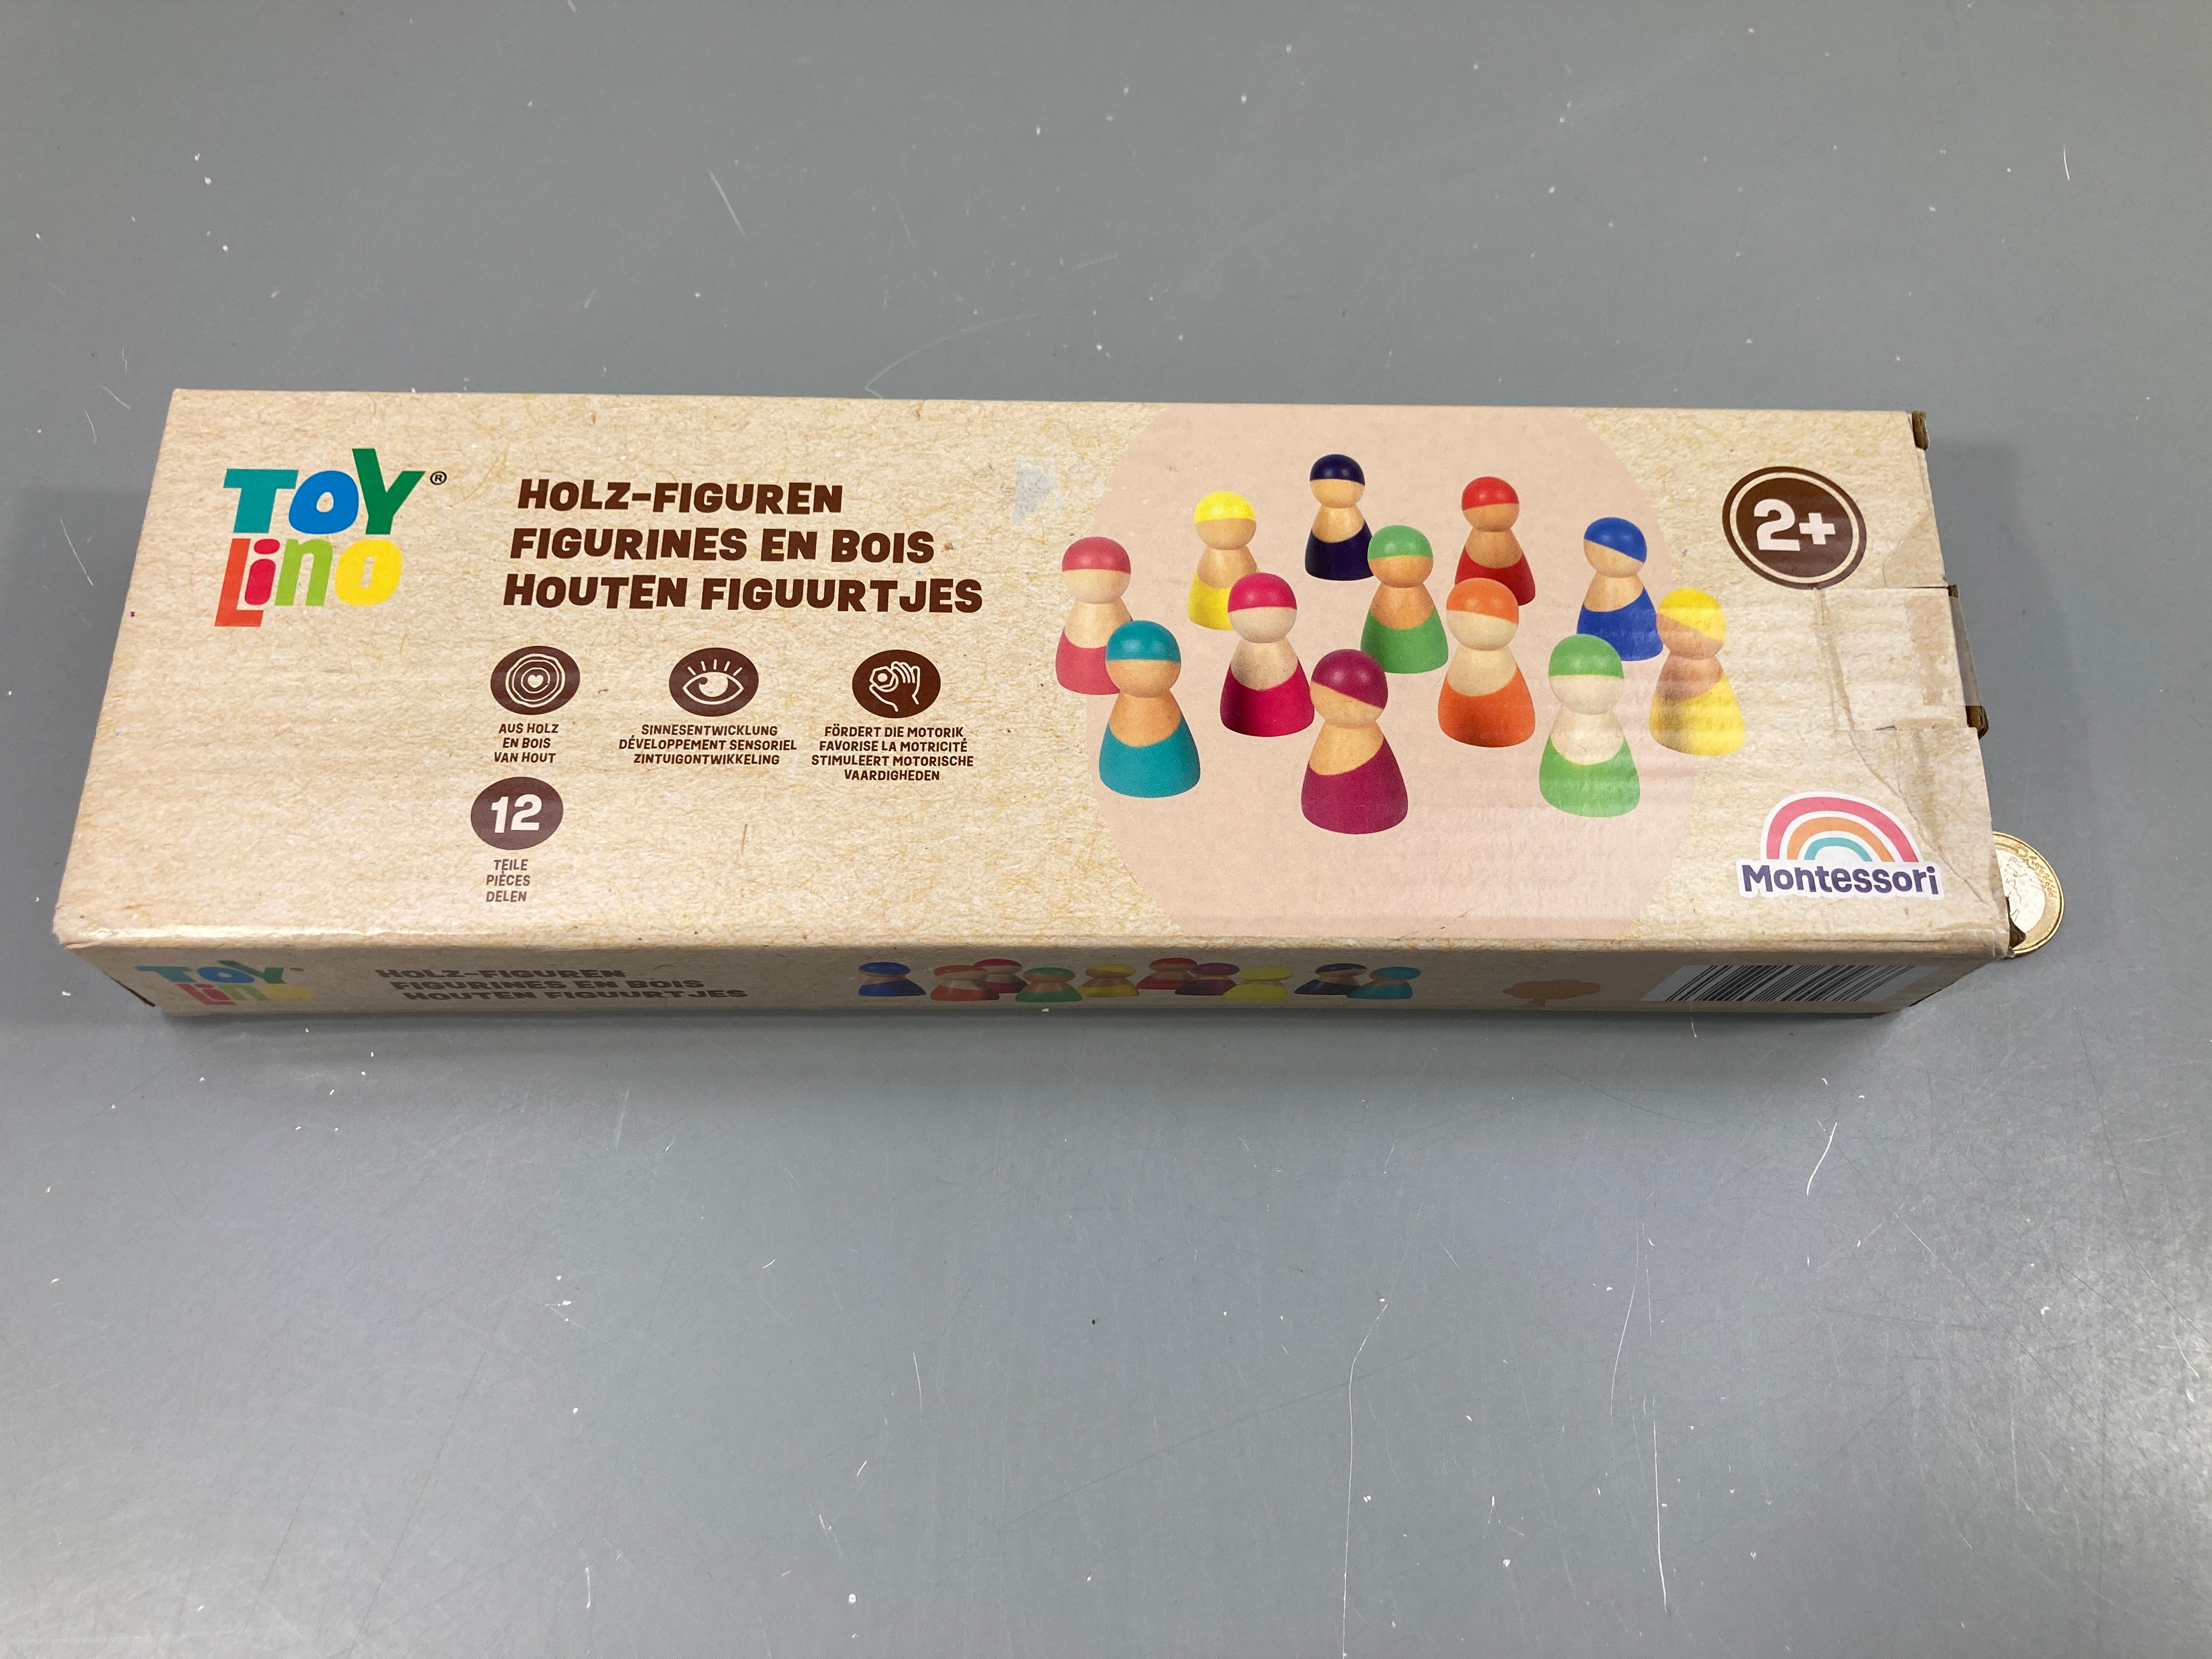 TOY®
Lino
HOLZ-FIGUREN
FIGURINES EN BOIS
HOUTEN FIGUURTJES
AUS HOLZ
EN BOIS
VAN HOUT
SINNESENTWICKLUNG
DÉVELOPPEMENT SENSORIEL
ZINTUIGONTWIKKELING
FÖRDERT DIE MOTORIK
FAVORISE LA MOTRICITÉ
STIMULEERT MOTORISCHE
VAARDIGHEDEN
12
TEILE
PIÈCES
DELEN
2+
Montessori
TOY
Lino
HOLZ-FIGUREN
FIGURINES EN BOIS
HOUTEN FIGUURTJES